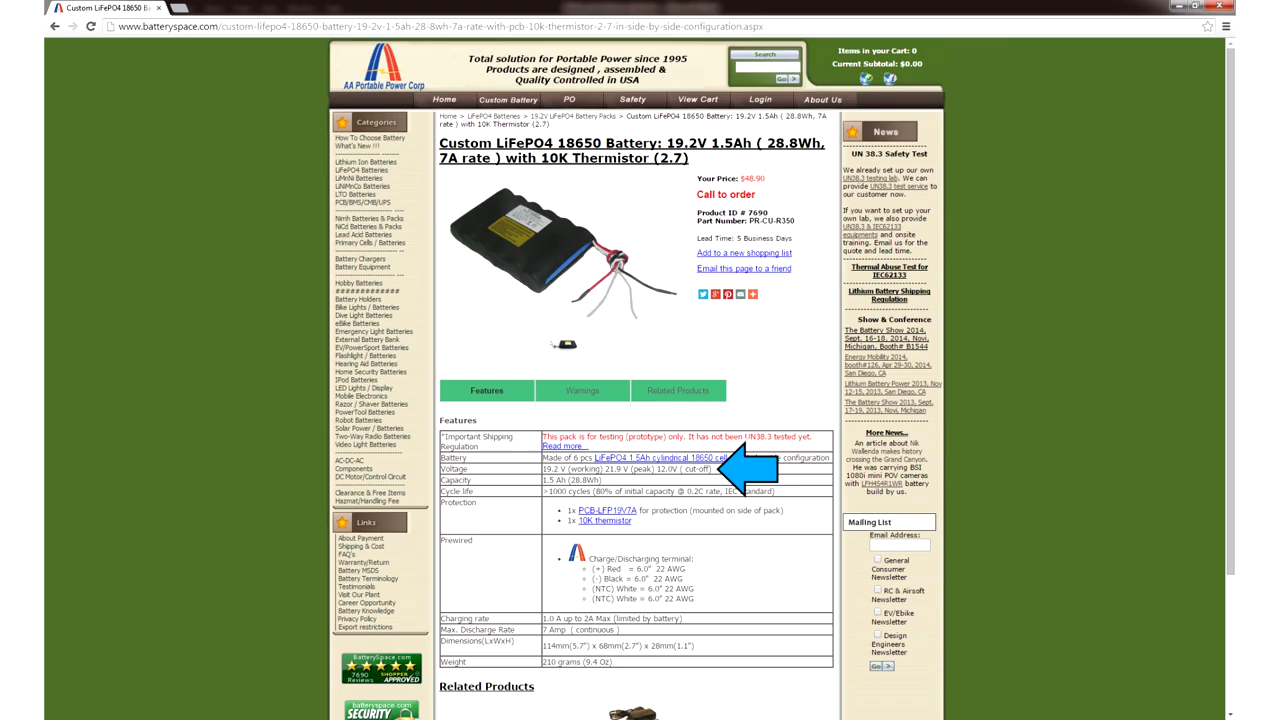 Custom LiFePO4 18650 Ba
www.batteryspace.com/custom-lifepo4-18650-battery-19-2v-1-5ah-28-8wh-7a-rate-with-pcb-10k-thermistor-2-7-in-side-by-side-configuration.aspx
AA Portable Power Corp
Total solution for Portable Power since 1995
Products are designed , assembled &
Quality Controlled in USA
Search
Go >
Items in your Cart: 0
Current Subtotal: $0.00
Home Custom Battery PO Safety View Cart Login About Us
Categories
How To Choose Battery
What's New !!!
Lithium Ion Batteries
LiFePO4 Batteries
LiMnNi Batteries
LiNiMnCo Batteries
LTO Batteries
PCB/BMS/CMB/UPS
Nimh Batteries & Packs
NiCd Batteries & Packs
Lead Acid Batteries
Primary Cells / Battery
Battery Chargers
Battery Equipment
Hobby Batteries
#############
Battery Holders
Bike Lights / Batteries
Dive Light Batteries
eBike Batteries
Emergency Light Batteries
External Battery Bank
EV/PowerSport Batteries
Flashlight / Batteries
Hearing Aid Batteries
Home Security Batteries
IPod Batteries
LED Lights / Display
Mobile Electronics
Razor / Shaver Batteries
PowerTool Batteries
Robot Batteries
Solar Power / Batteries
Two-Way Radio Batteries
Video Light Batteries
AC-DC-DC
Components
DC Motor/Control Circuit
Clearance & Free Items
Hazmat/Handling Fee
Links
About Payment
Shipping & Cost
FAQ's
Warranty/Return
Battery MSDS
Battery Terminology
Testimonials
Visit Our Plant
Career Opportunity
Battery Knowledge
Privacy Policy
Export restrictions
BatterySpace.com
7690 Reviews
SHOPPER APPROVED
batteryspace.com
SECURITY
Home > LiFePO4 Batteries > 19.2V LiFePO4 Battery Packs > Custom LiFePO4 18650 Battery: 19.2V 1.5Ah ( 28.8Wh, 7A
rate ) with 10K Thermistor (2.7)
Custom LiFePO4 18650 Battery: 19.2V 1.5Ah ( 28.8Wh,
7A rate ) with 10K Thermistor (2.7)
Your Price: $48.90
Call to order
Product ID # 7690
Part Number: PR-CU-R350
Lead Time: 5 Business Days
Add to a new shopping list
Email this page to a friend
Features Warnings Related Products
Features
*Important Shipping Regulation
This pack is for testing (prototype) only. It has not been UN38.3 tested yet.
Read more...
Battery Made of 6 pcs LiFePO4 1.5Ah cylindrical 18650 cell configuration
Voltage 19.2 V (working) 21.9 V (peak) 12.0V ( cut-off)
Capacity 1.5 Ah (28.8Wh)
Cycle life >1000 cycles (80% of initial capacity @ 0.2C rate, IEC standard)
Protection
• 1x PCB-LFP19V7A for protection (mounted on side of pack)
• 1x 10K thermistor
Prewired
• Charge/Discharging terminal:
(+) Red = 6.0" 22 AWG
(-) Black = 6.0" 22 AWG
(NTC) White = 6.0" 22 AWG
(NTC) White = 6.0" 22 AWG
Charging rate 1.0 A up to 2A Max (limited by battery)
Max. Discharge Rate 7 Amp ( continuous )
Dimensions(LxWxH) 114mm(5.7") x 68mm(2.7") x 28mm(1.1")
Weight 210 grams (9.4 Oz)
Related Products
News
UN 38.3 Safety Test
We already set up our own
UN38.3 testing lab. We can
provide UN38.3 test service to
our customer now.
If you want to set up your
own lab, we also provide
UN38.3 & IEC62133
equipments and onsite
training. Email us for the
quote and lead time.
Thermal Abuse Test for
IEC62133
Lithium Battery Shipping
Regulation
Show & Conference
The Battery Show 2014,
Sept. 16-18, 2014, Novi,
Michigan, Booth# B1544
Energy Mobility 2014,
booth#126, Apr 29-30, 2014,
San Diego, CA
Lithium Battery Power 2013, Nov
12-15, 2013, San Diego, CA
The Battery Show 2013, Sept.
17-19, 2013, Novi, Michigan
More News...
An article about Nik
Wallenda makes history
crossing the Grand Canyon.
He was carrying BSI
1080i mini POV cameras
with LFH4S4R1WR battery
build by us.
Mailing List
Email Address:
General
Consumer
Newsletter
RC & Airsoft
Newsletter
EV/Ebike
Newsletter
Design
Engineers
Newsletter
Go >